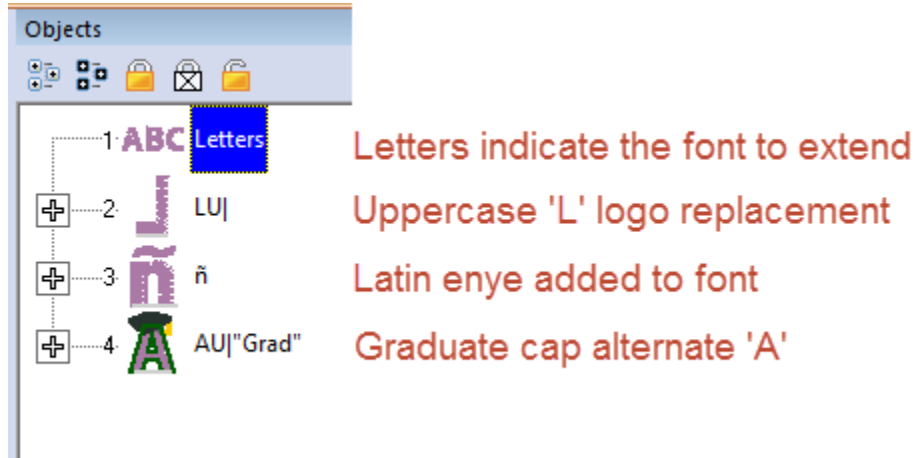 Objects
1 ABC Letters Letters indicate the font to extend
2 J LU| Uppercase 'L' logo replacement
3 ñ ñ Latin enye added to font
4 A AU|"Grad" Graduate cap alternate 'A'